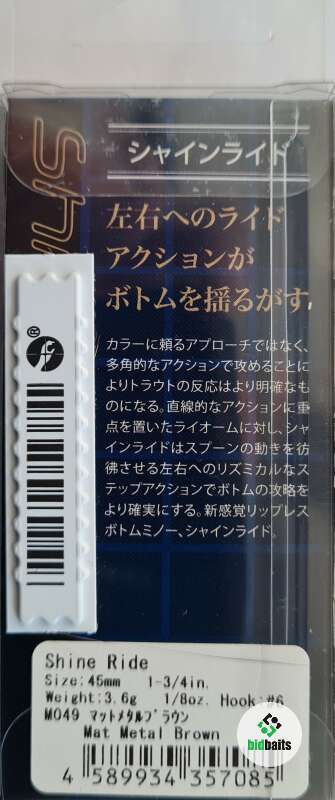 シャインライド
左右へのライド
アクションが
ボトムを揺るがす
カラーに頼るアプローチではなく、
多角的なアクションで攻めることに
よりトラウトの反応はより明確なも
のになる。直線的なアクションに重
点を置いたライオームに対し、シャ
インライドはスプーンの動きを彷
彿させる左右へのリズミカルなス
テップアクションでボトムの攻略を
より確実にする。新感覚リップレス
ボトムミノー、シャインライド。
®
Shine Ride
Size:45mm 1-3/4in.
Weight:3.6g 1/8oz. Hook:#6
M049 マットメタルブラウン
Mat Metal Brown
4 589934 357085
bidbaits